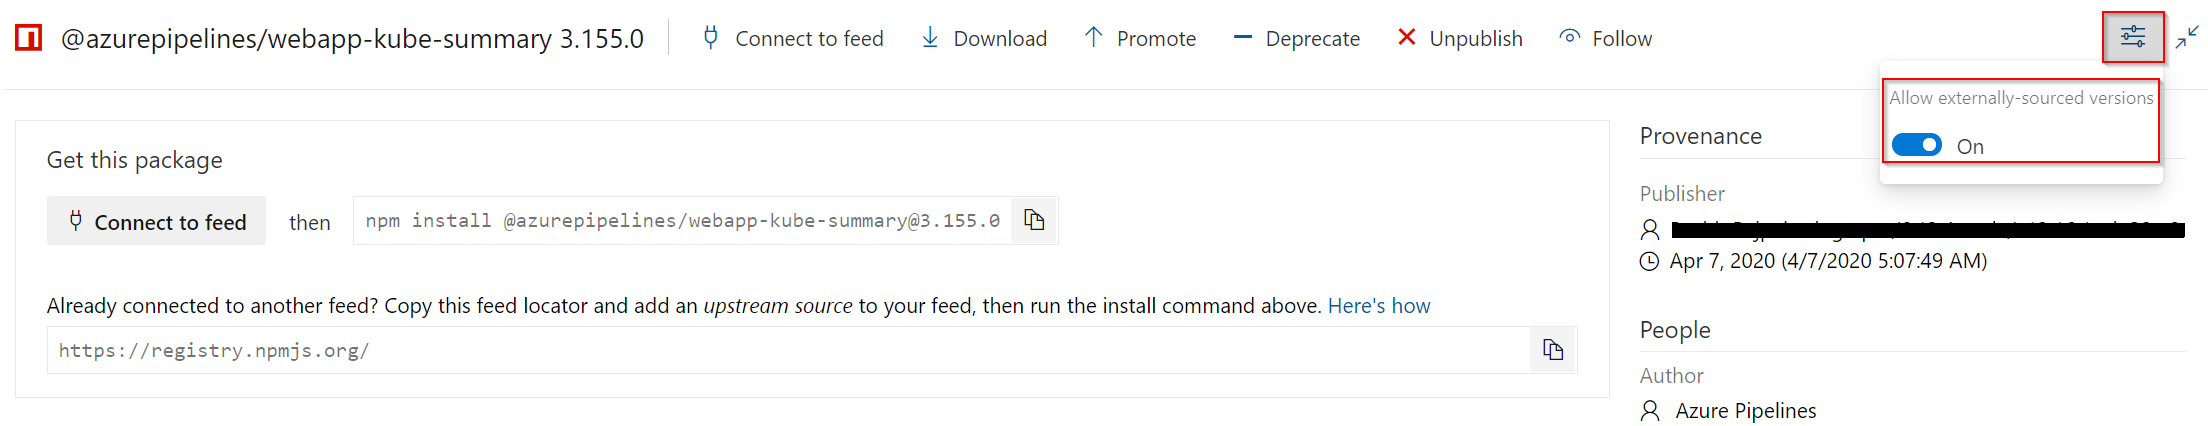 @azurepipelines/webapp-kube-summary 3.155.0
Connect to feed
Download
Promote
Deprecate
Unpublish
Follow
Allow externally-sourced versions
On
Get this package
Connect to feed
then
npm install @azurepipelines/webapp-kube-summary@3.155.0
Already connected to another feed? Copy this feed locator and add an upstream source to your feed, then run the install command above. Here's how
https://registry.npmjs.org/
Provenance
Publisher
Apr 7, 2020 (4/7/2020 5:07:49 AM)
People
Author
Azure Pipelines